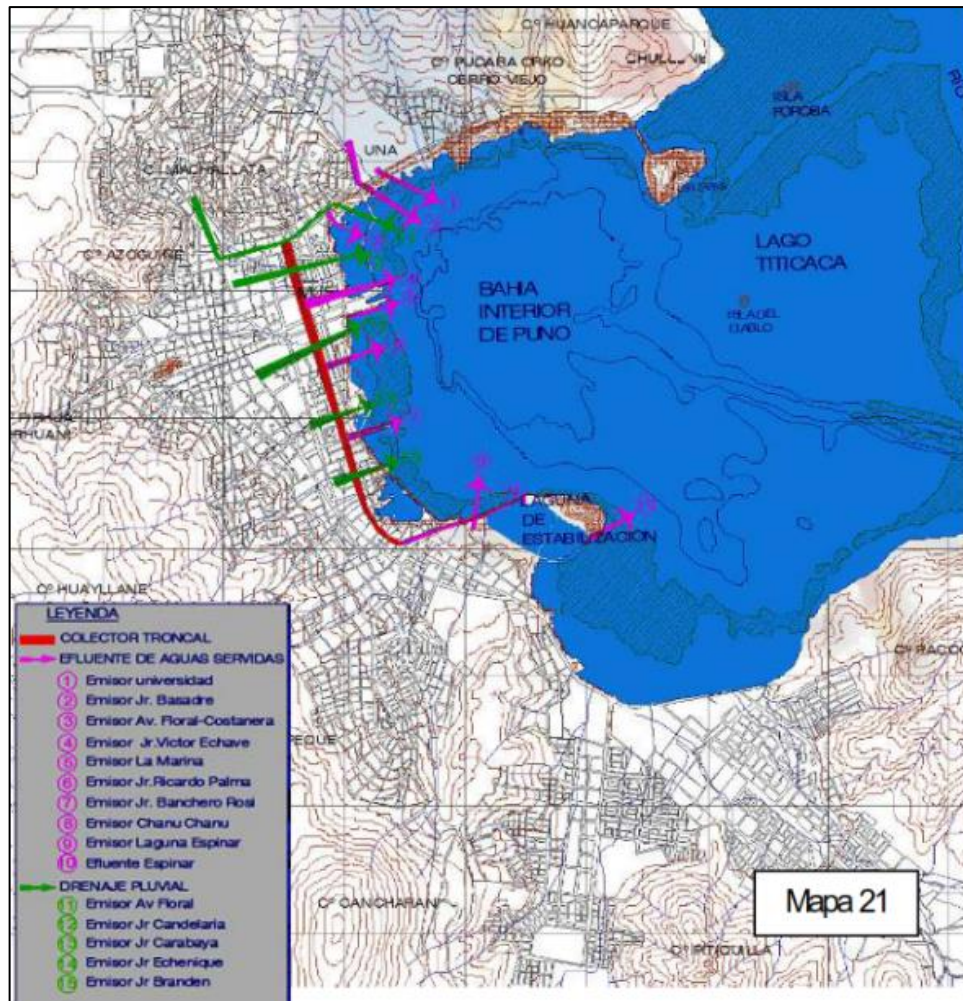 Cº HUANCAPARQUE
Cº PUCARA ORKO
CERRO VIEJO
ISLA
UNA
Cº AZOGUINE
LAGO
TITICACA
BAHIA
INTERIOR
DE PUNO
ISLA DEL
DIABLO
LAGUNA
DE
ESTABILIZACION
Cº HUAYLLANE
LEYENDA
COLECTOR TRONCAL
EFLUENTE DE AGUAS SERVIDAS
1 Emisor universidad
2 Emisor Jr. Basadre
3 Emisor Av. Floral-Costanera
4 Emisor Jr.Victor Echave
5 Emisor La Marina
6 Emisor Jr.Ricardo Palma
7 Emisor Jr. Banchero Rosi
8 Emisor Chanu Chanu
9 Emisor Laguna Espinar
10 Efluente Espinar
DRENAJE PLUVIAL
11 Emisor Av Floral
12 Emisor Jr Candelaria
13 Emisor Jr Carabaya
14 Emisor Jr Echenique
15 Emisor Jr Branden
Cº CANCHARANI
Mapa 21